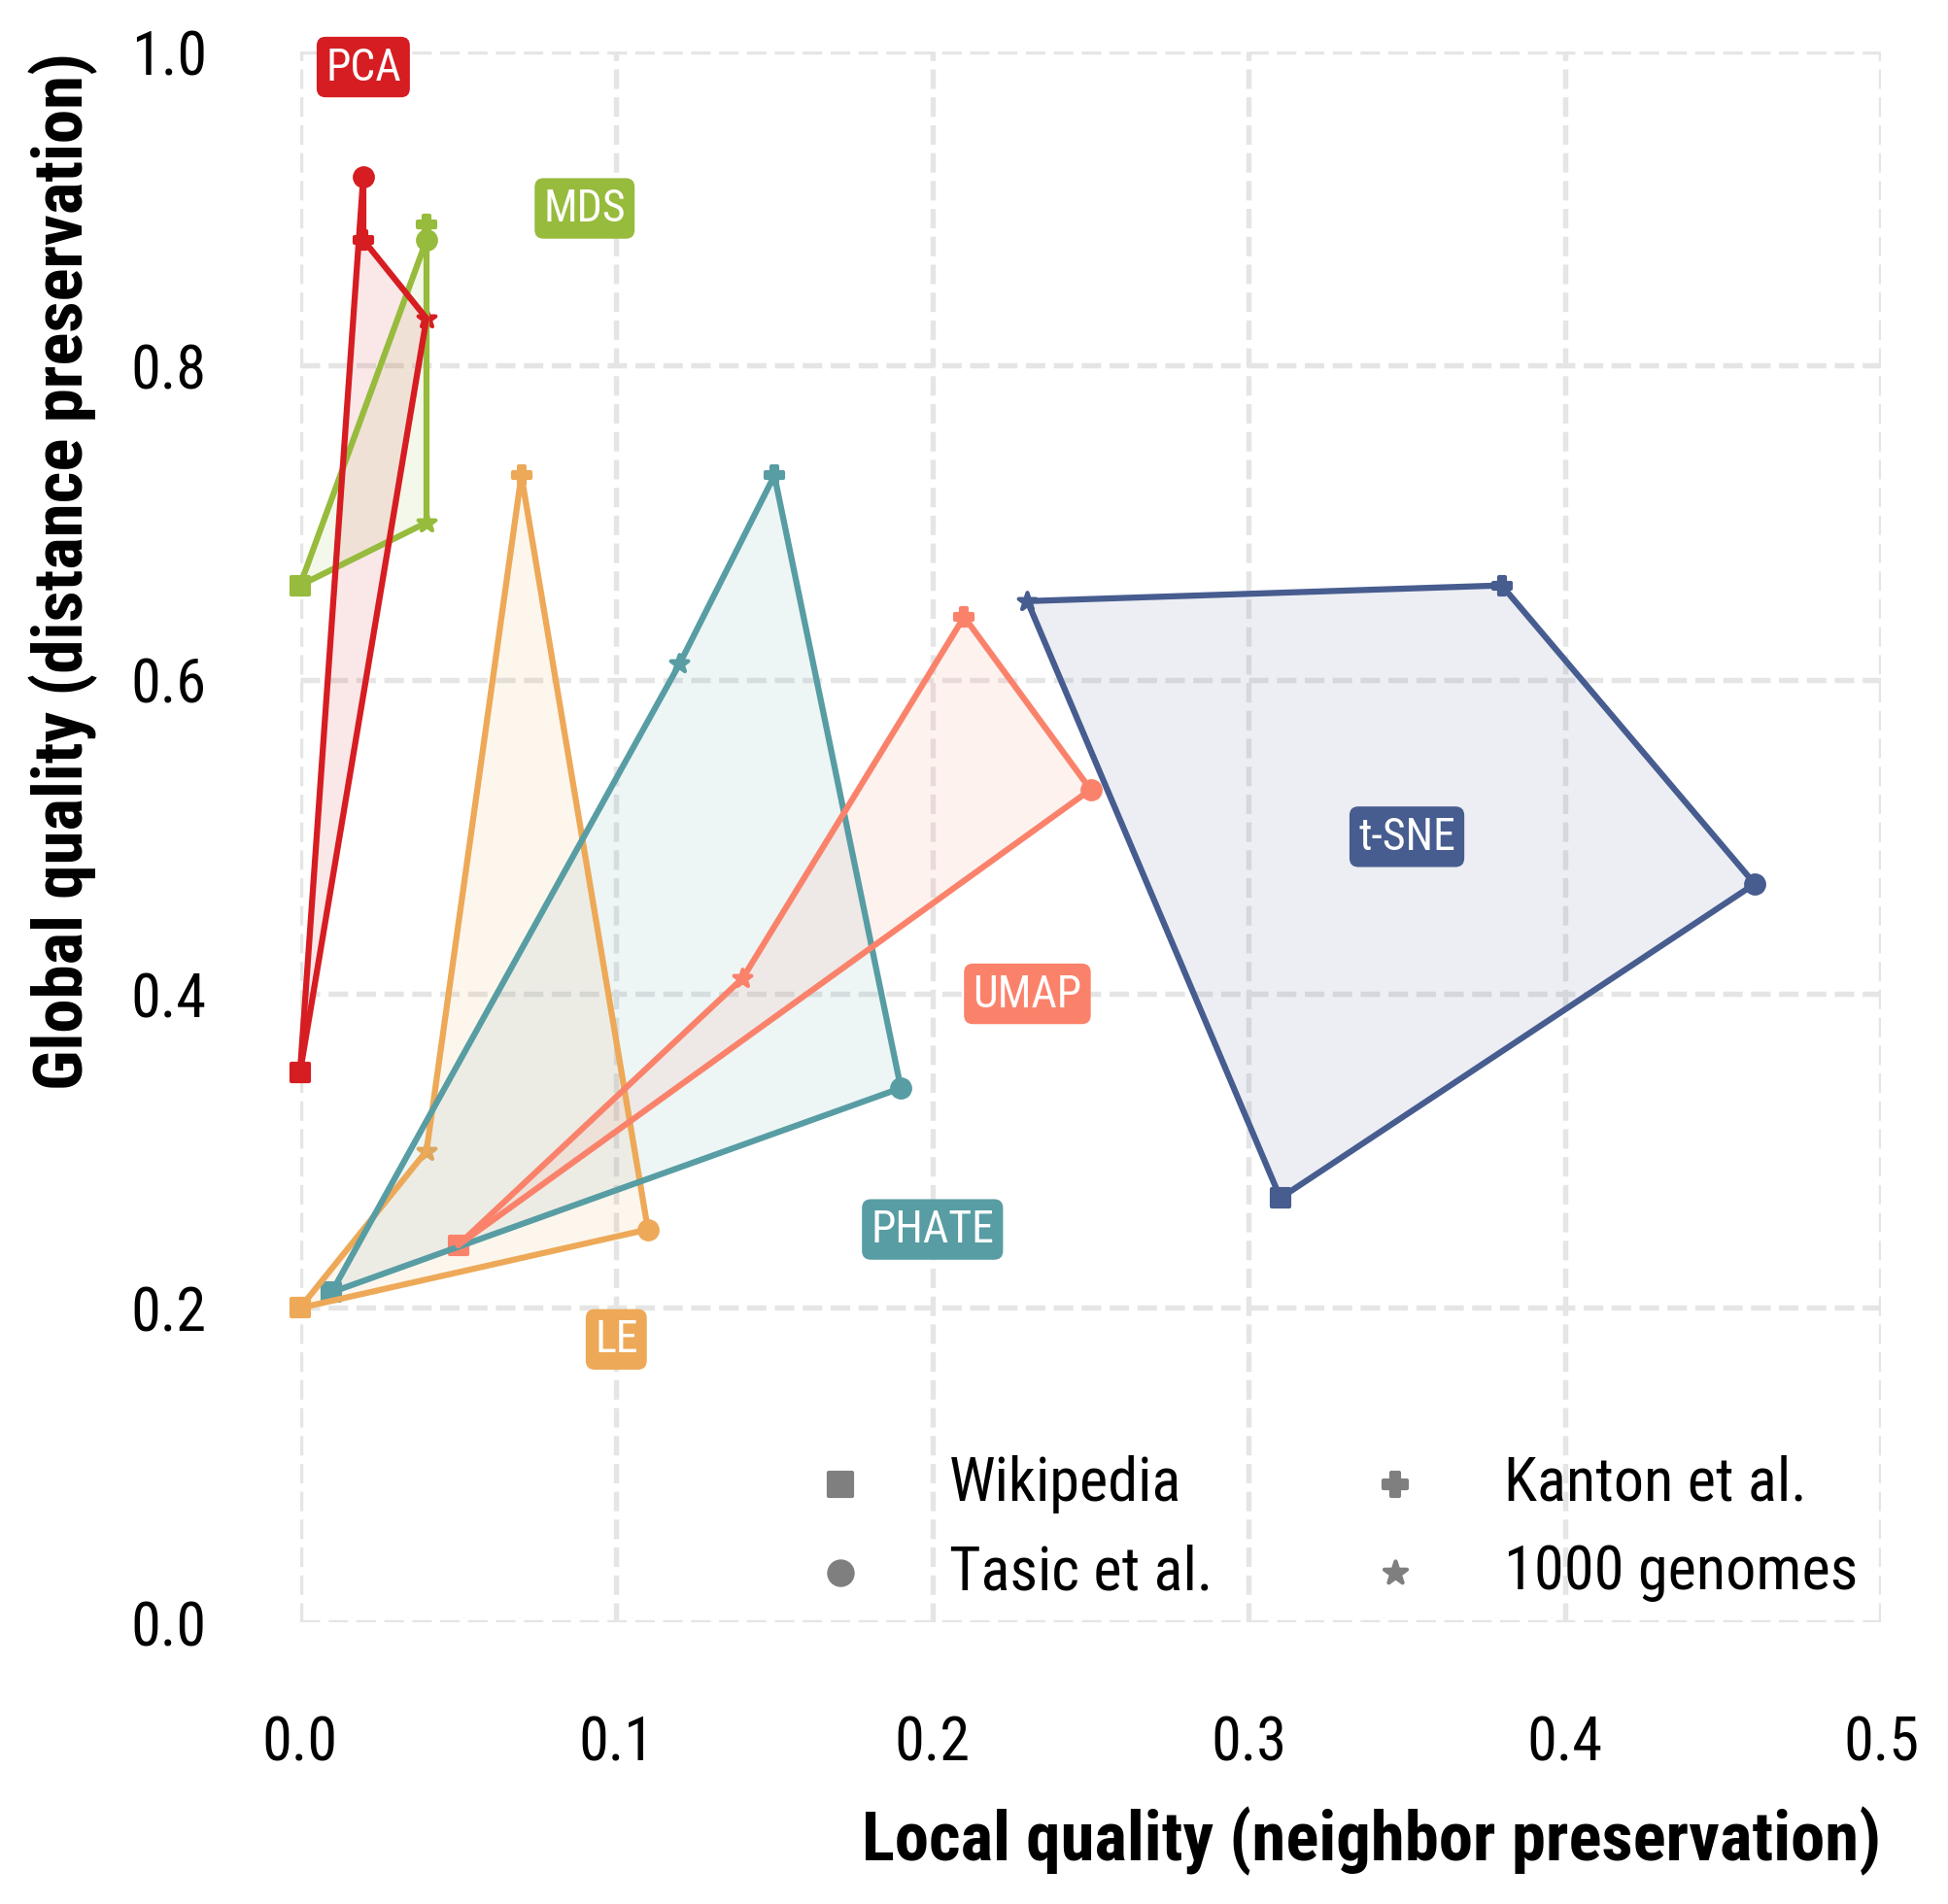 Global quality (distance preservation)
1.0
0.8
0.6
0.4
0.2
0.0
PCA
MDS
t-SNE
UMAP
PHATE
LE
Wikipedia
Tasic et al.
Kanton et al.
1000 genomes
0.0 0.1 0.2 0.3 0.4 0.5
Local quality (neighbor preservation)